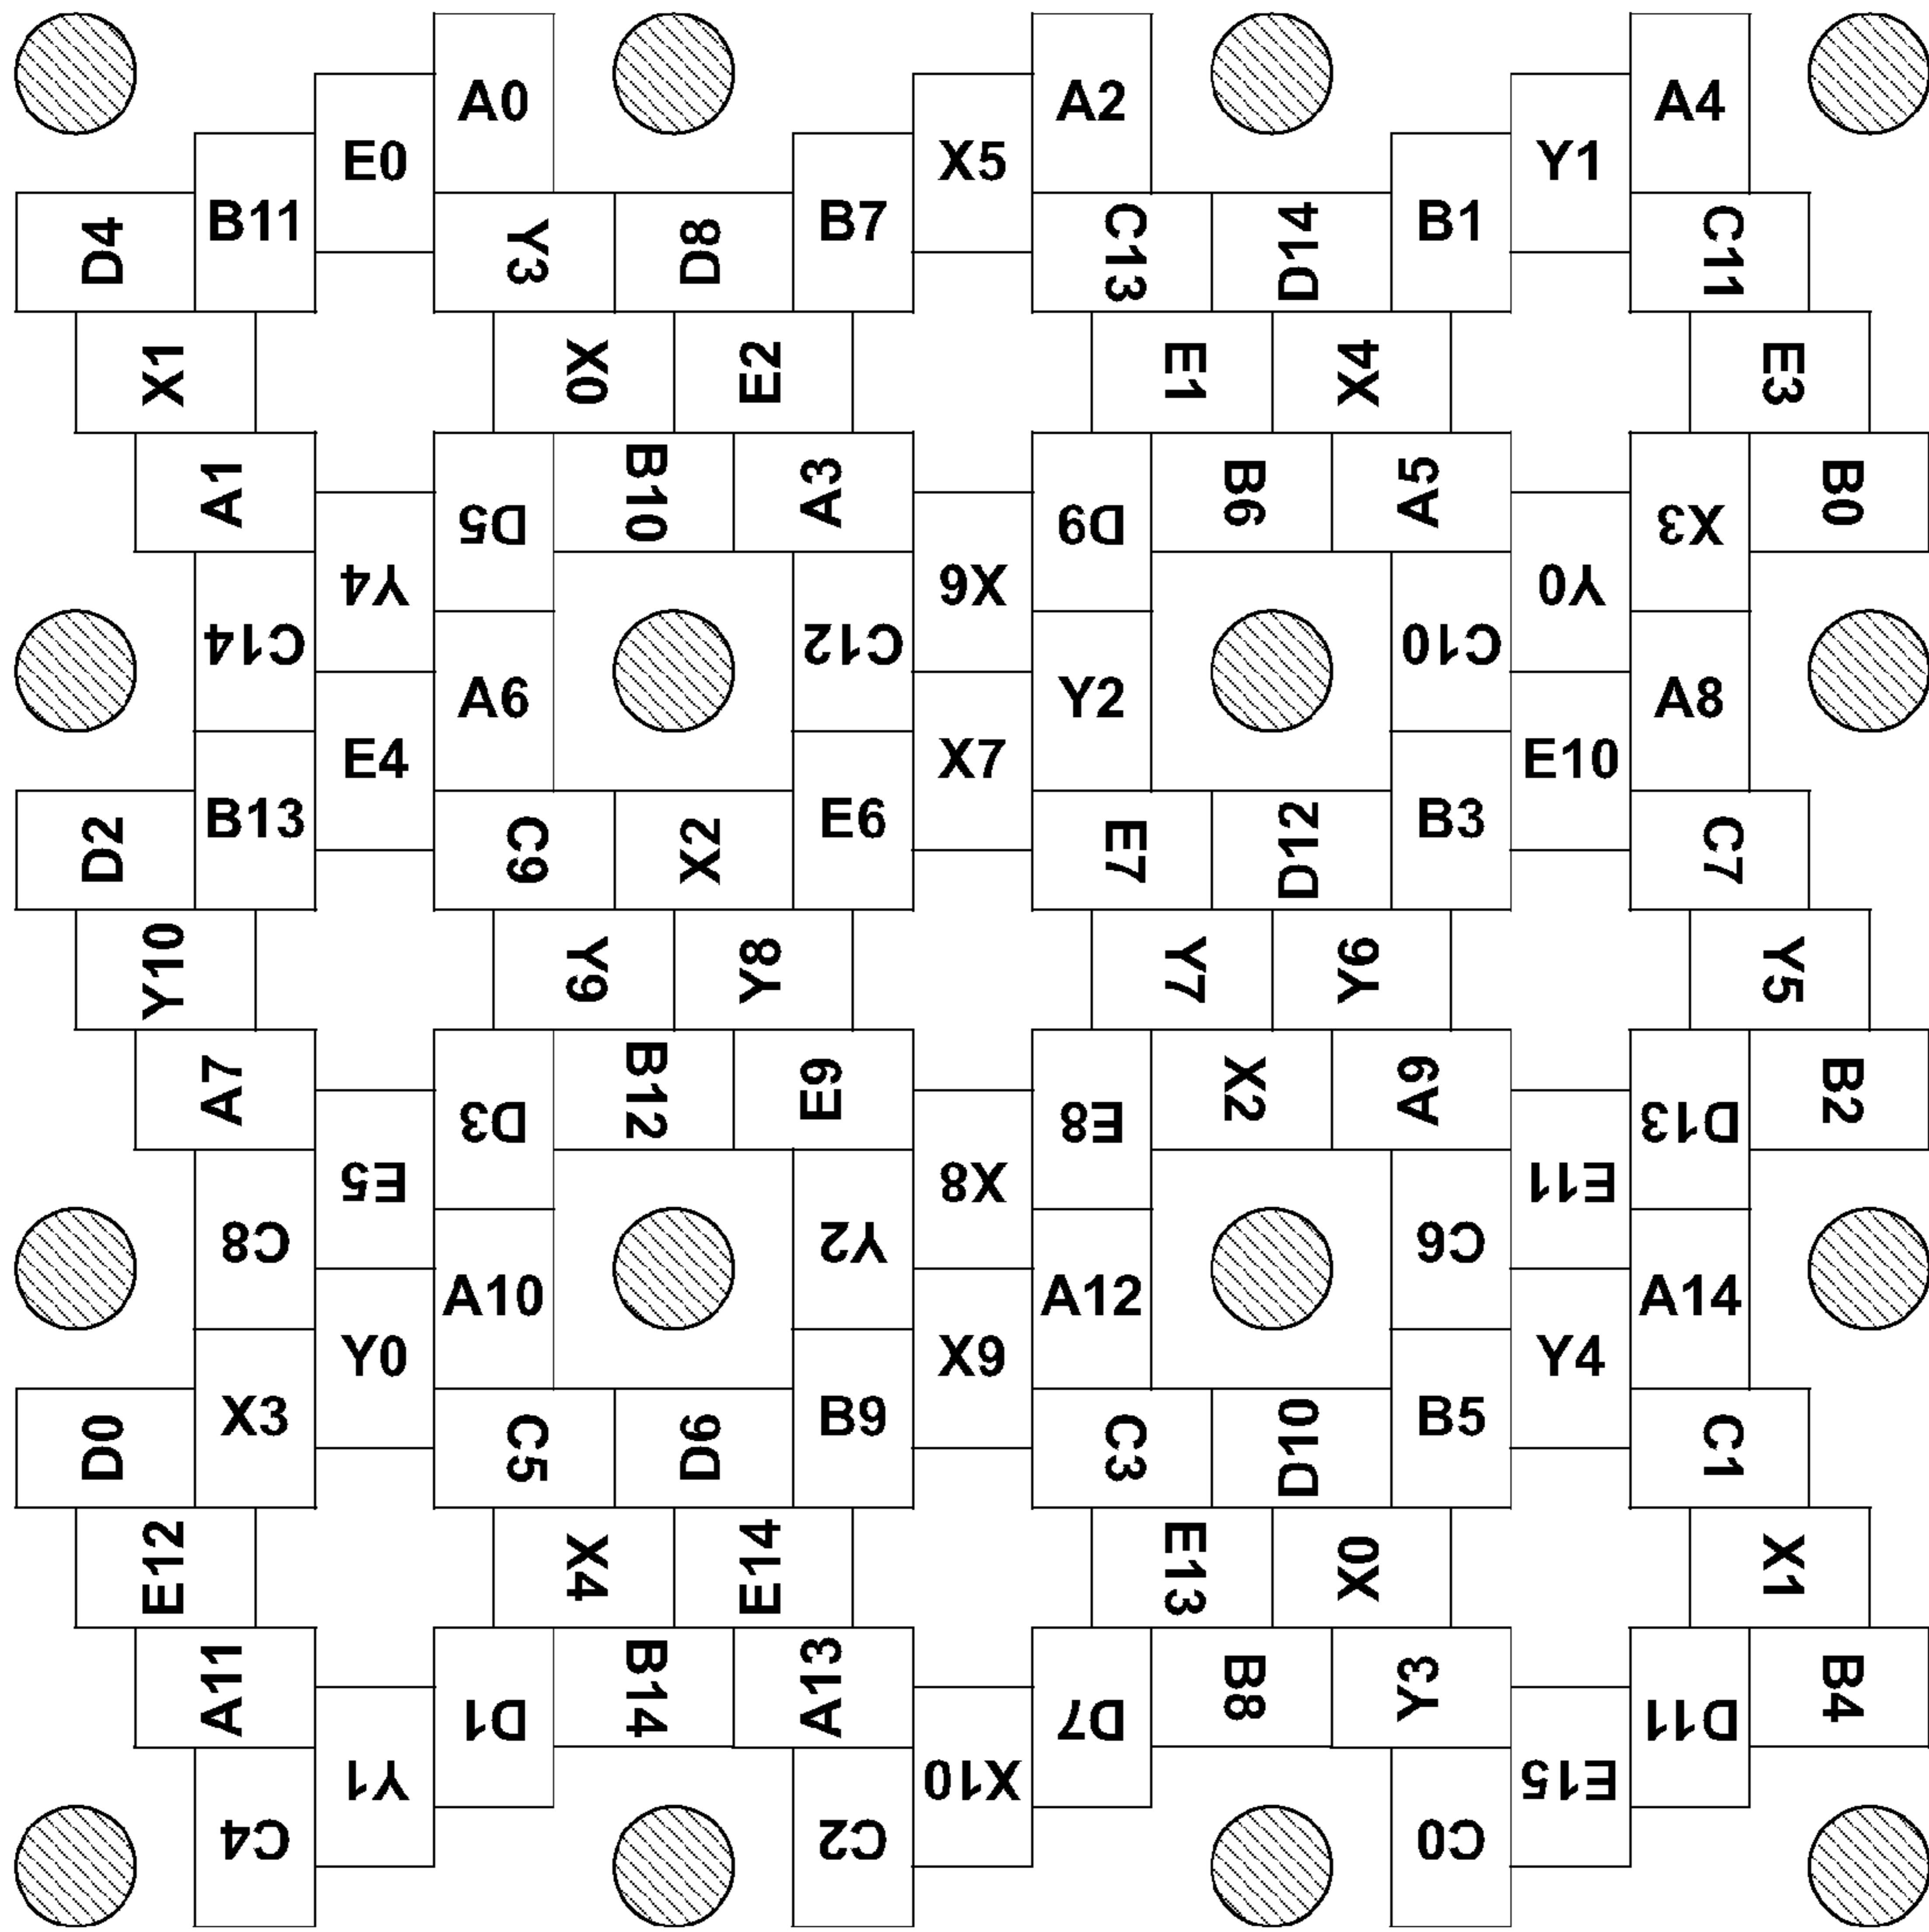 A0 A2 A4
E0 X5 Y1
B11 B7 B1
D4 Y3 D8 C13 D14 C11
X1 X0 E2 E1 X4 E3
A1 B10 A3 B6 A5 B0
D5 D9 X3
Y4 X6 Y0
C14 C12 C10
A6 Y2 A8
E4 X7 E10
B13 E6 B3
D2 C9 X2 E7 D12 C7
Y10 Y9 Y8 Y7 Y6 Y5
A7 B12 E9 X2 A9 B2
D3 E8 D13
E5 X8 E11
C8 Y2 C6
A10 A12 A14
Y0 X9 Y4
X3 B9 B5
D0 C5 D6 C3 D10 C1
E12 X4 E14 E13 X0 X1
A11 B14 A13 B8 Y3 B4
D1 D7 D11
Y1 X10 E15
C4 C2 C0